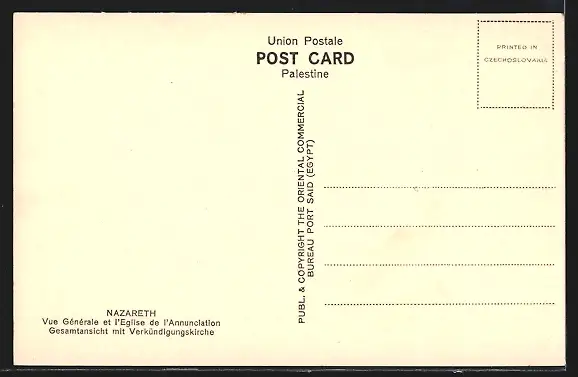 Union Postale
POST CARD
Palestine
PRINTED IN
CZECHOSLOVAKIA
PUBL. & COPYRIGHT THE ORIENTAL COMMERCIAL
BUREAU PORT SAID (EGYPT)
NAZARETH
Vue Générale et l'Eglise de l'Annunciation
Gesamtansicht mit Verkündigungskirche